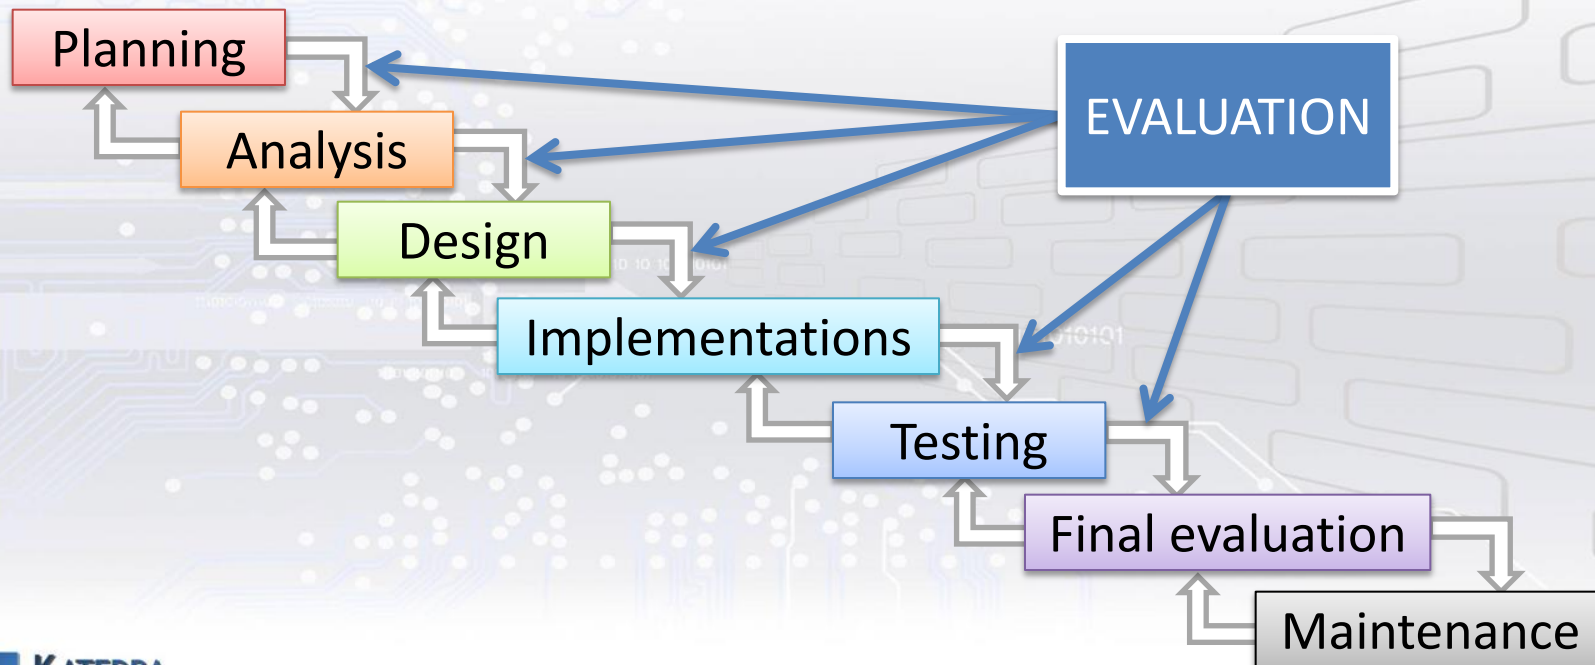 Planning
EVALUATION
Analysis
Design
Implementations
Testing
Final evaluation
Maintenance